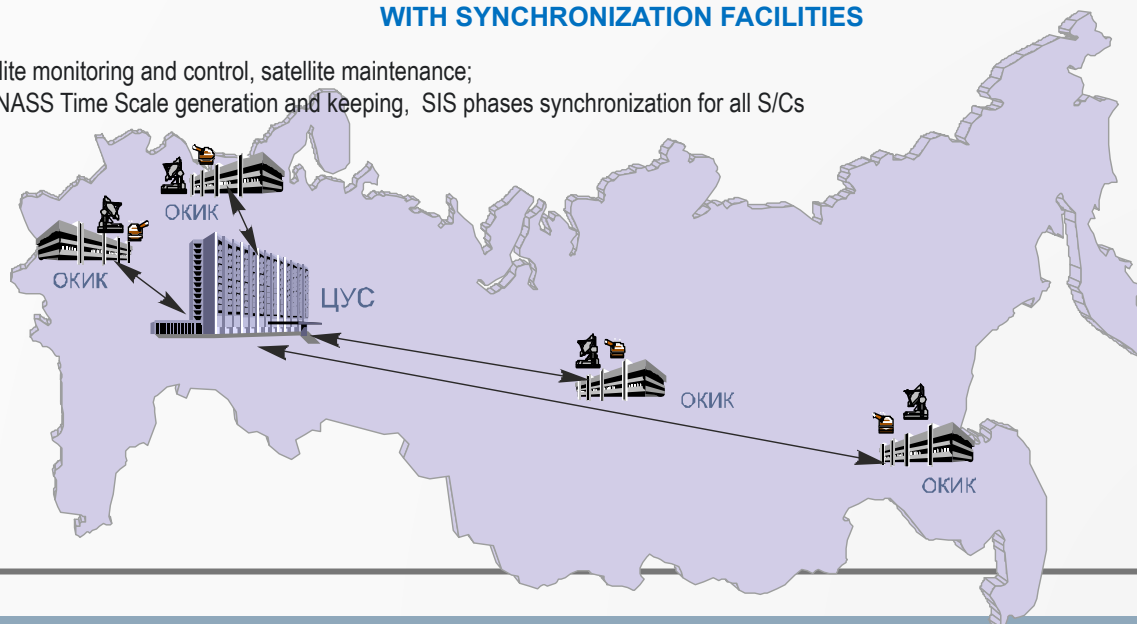 WITH SYNCHRONIZATION FACILITIES
lite monitoring and control, satellite maintenance;
NASS Time Scale generation and keeping, SIS phases synchronization for all S/Cs
ОКИК
ОКИК
ЦУС
ОКИК
ОКИК